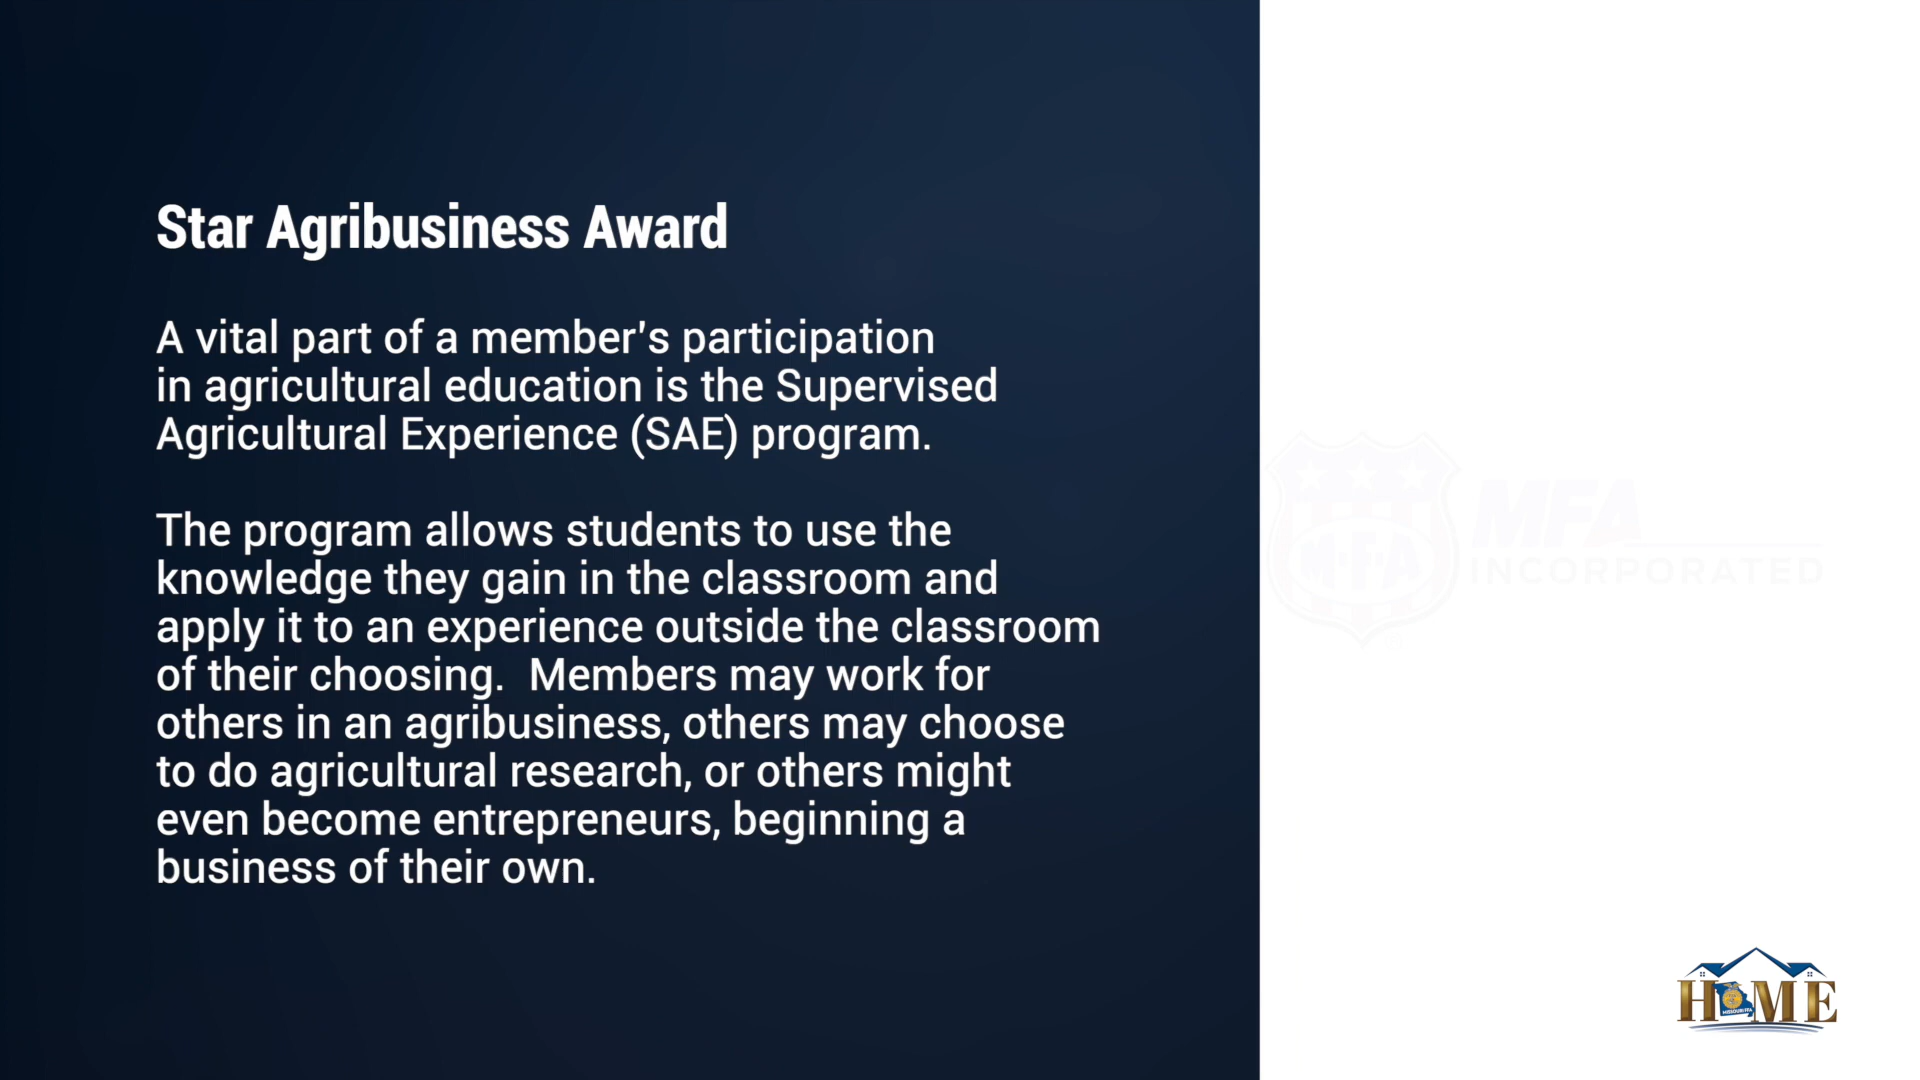 Star Agribusiness Award
A vital part of a member's participation
in agricultural education is the Supervised
Agricultural Experience (SAE) program.
The program allows students to use the
knowledge they gain in the classroom and
apply it to an experience outside the classroom
of their choosing.  Members may work for
others in an agribusiness, others may choose
to do agricultural research, or others might
even become entrepreneurs, beginning a
business of their own.
MFA
MFA
INCORPORATED
HOME
MISSOURI FFA